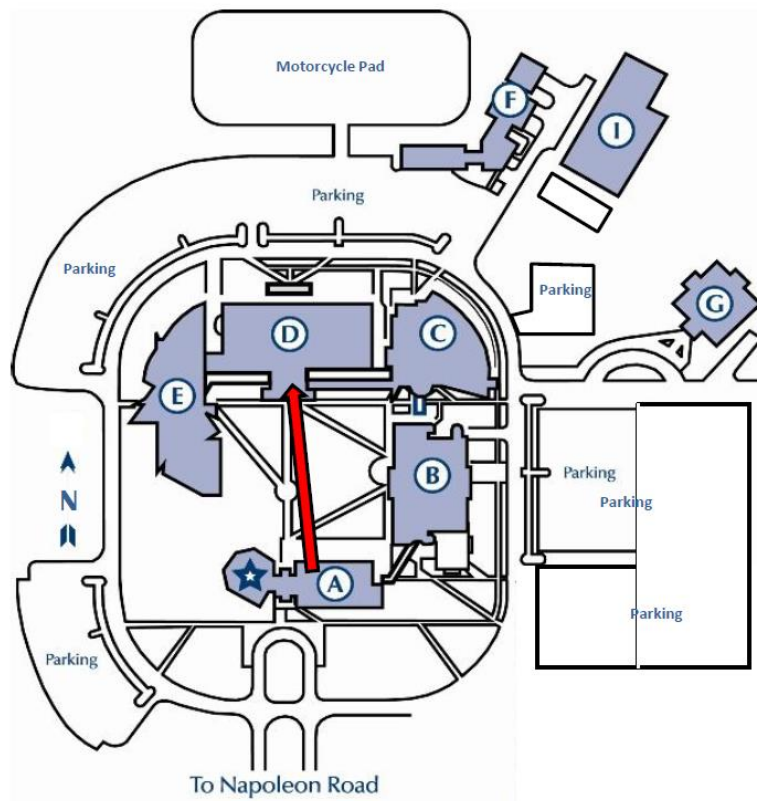 Motorcycle Pad
F
I
Parking
Parking
Parking
G
D
C
E
B
Parking
Parking
N
A
Parking
Parking
To Napoleon Road